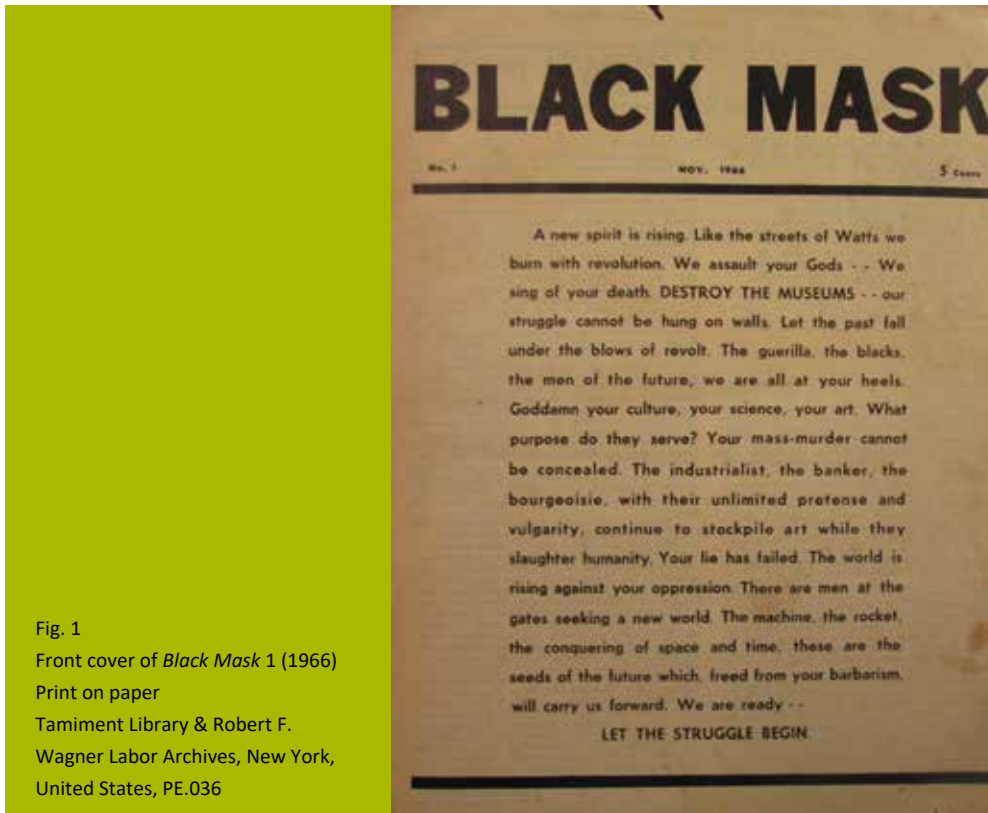 BLACK MASK
No. 1 NOV. 1966 5 Cents
A new spirit is rising. Like the streets of Watts we
burn with revolution. We assault your Gods - - We
sing of your death. DESTROY THE MUSEUMS - - our
struggle cannot be hung on walls. Let the past fall
under the blows of revolt. The guerilla, the blacks,
the men of the future, we are all at your heels.
Goddamn your culture, your science, your art. What
purpose do they serve? Your mass-murder cannot
be concealed. The industrialist, the banker, the
bourgeoisie, with their unlimited pretense and
vulgarity, continue to stockpile art while they
slaughter humanity. Your lie has failed. The world is
rising against your oppression. There are men at the
gates seeking a new world. The machine, the rocket,
the conquering of space and time, these are the
seeds of the future which, freed from your barbarism,
will carry us forward. We are ready - -
LET THE STRUGGLE BEGIN
Fig. 1
Front cover of Black Mask 1 (1966)
Print on paper
Tamiment Library & Robert F.
Wagner Labor Archives, New York,
United States, PE.036